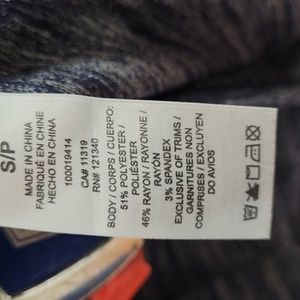 S/P
MADE IN CHINA
FABRIQUÉ EN CHINE
HECHO EN CHINA
100019414
CA# 11319
RN# 121340
BODY / CORPS / CUERPO:
51% POLYESTER /
POLIÉSTER
46% RAYON / RAYONNE /
RAYÓN
3% SPANDEX
EXCLUSIVE OF TRIMS /
GARNITURES NON
COMPRISES / EXCLUYEN
DO AVIOS